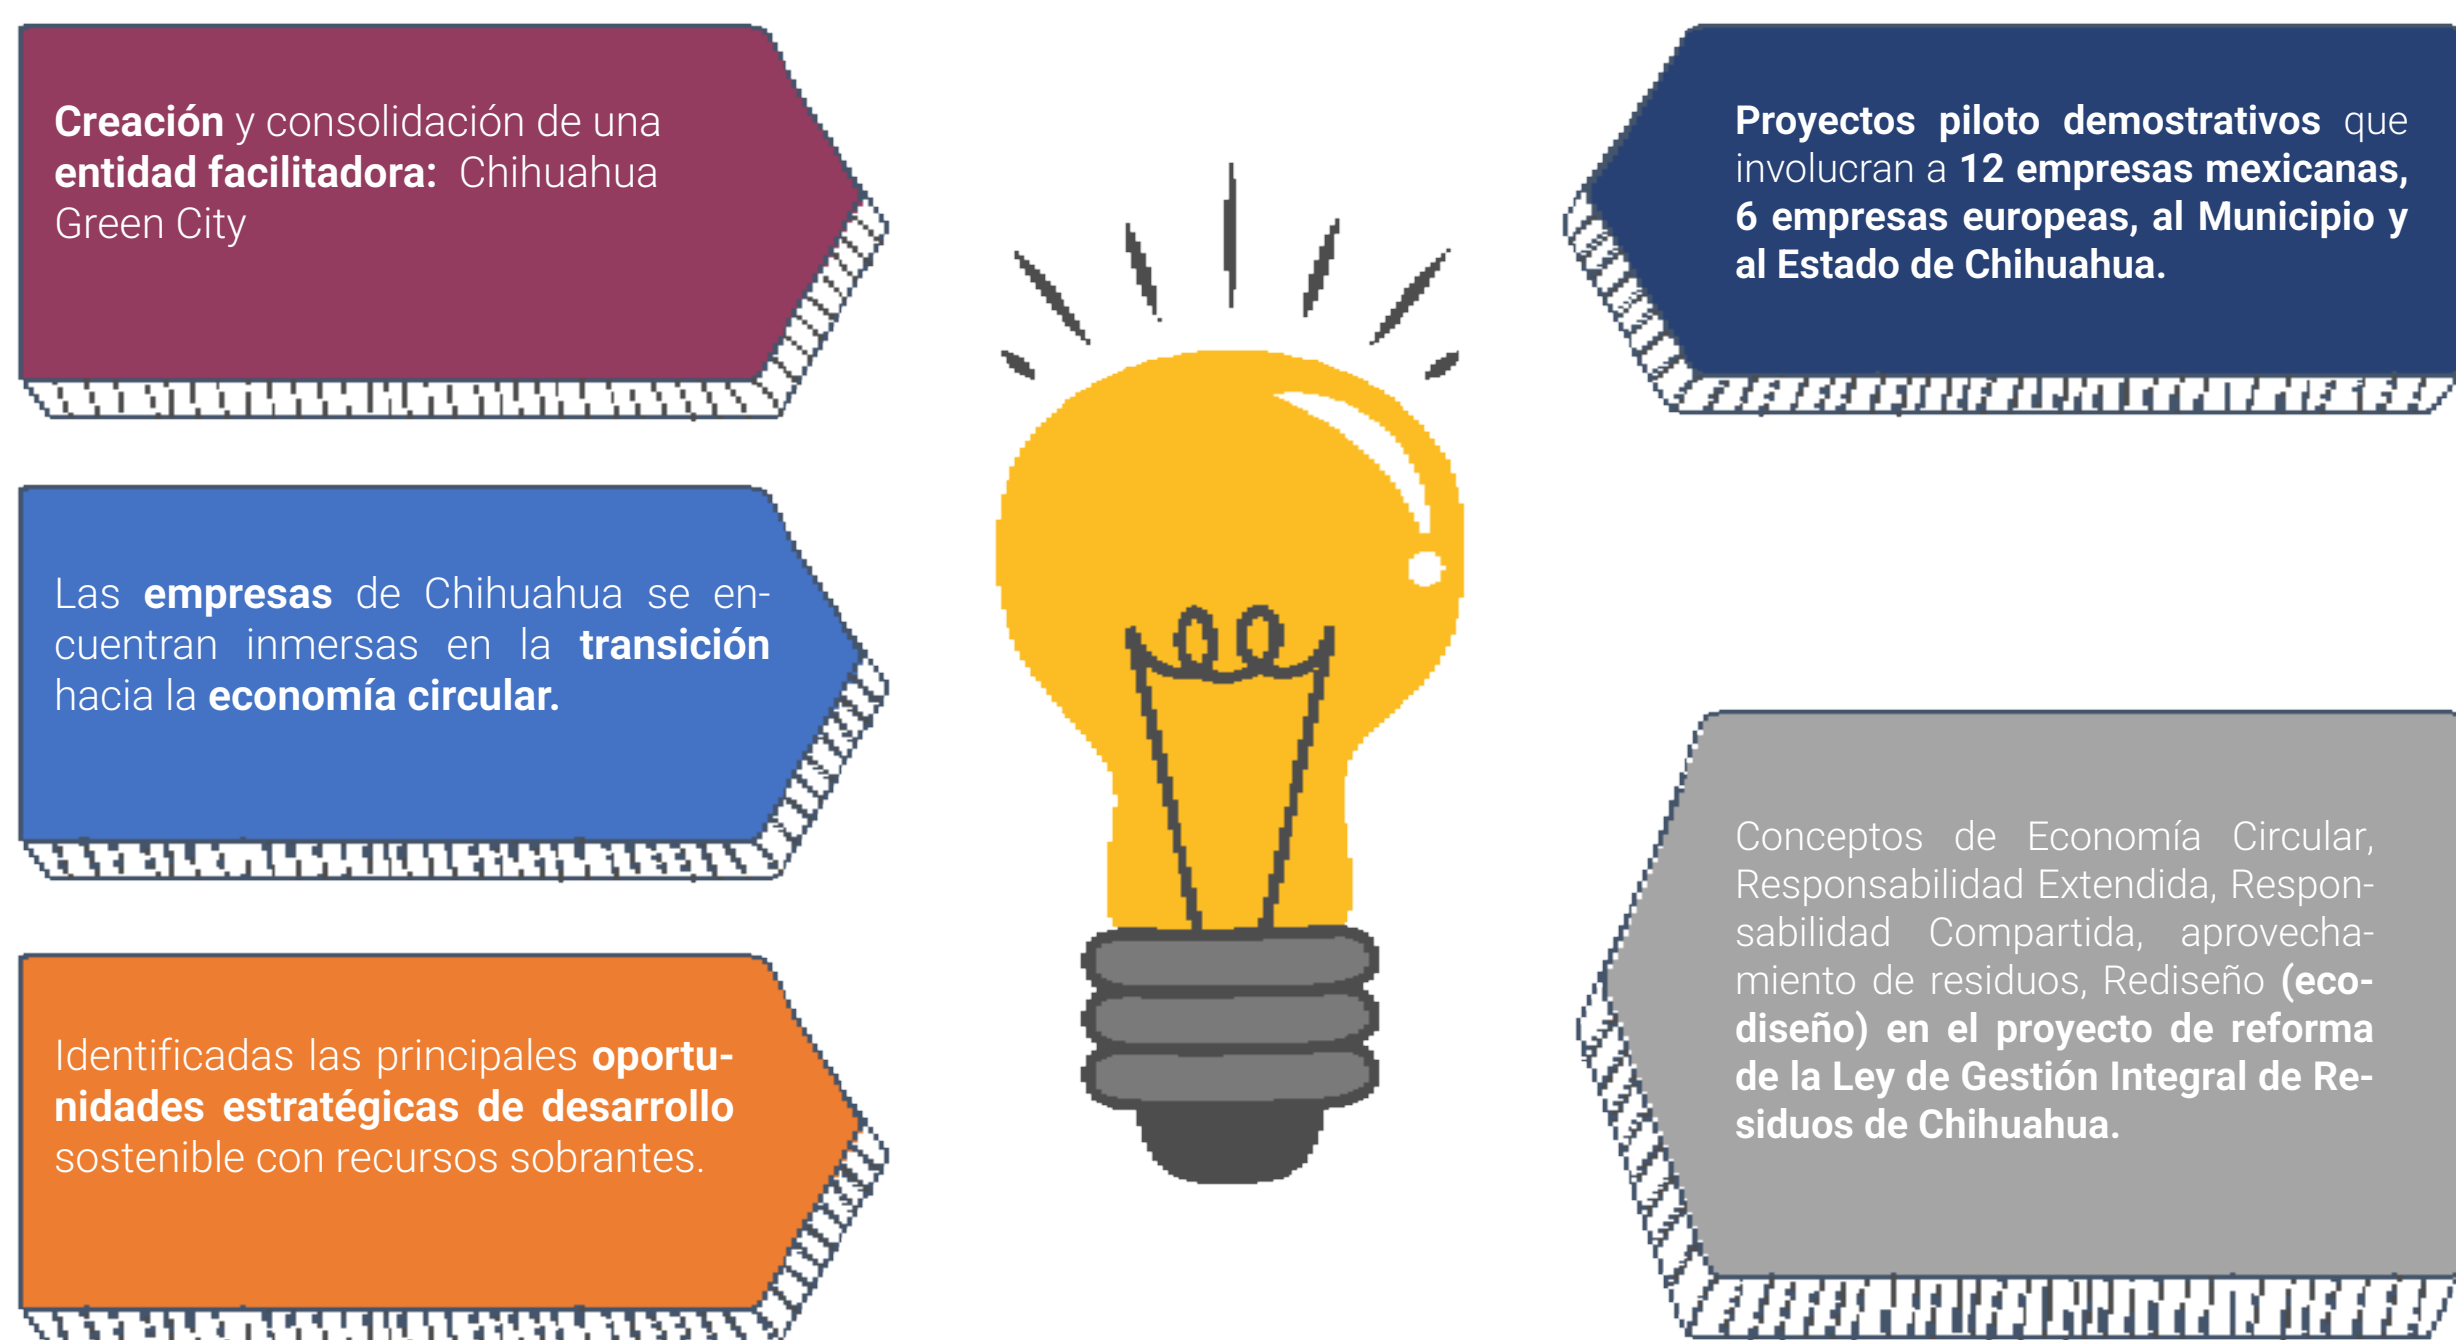 Creación y consolidación de una
entidad facilitadora: Chihuahua
Green City
Las empresas de Chihuahua se en-
cuentran inmersas en la transición
hacia la economía circular.
Identificadas las principales oportu-
nidades estratégicas de desarrollo
sostenible con recursos sobrantes.
Proyectos piloto demostrativos que
involucran a 12 empresas mexicanas,
6 empresas europeas, al Municipio y
al Estado de Chihuahua.
Conceptos de Economía Circular,
Responsabilidad Extendida, Respon-
sabilidad Compartida, aprovecha-
miento de residuos, Rediseño (eco-
diseño) en el proyecto de reforma
de la Ley de Gestión Integral de Re-
siduos de Chihuahua.